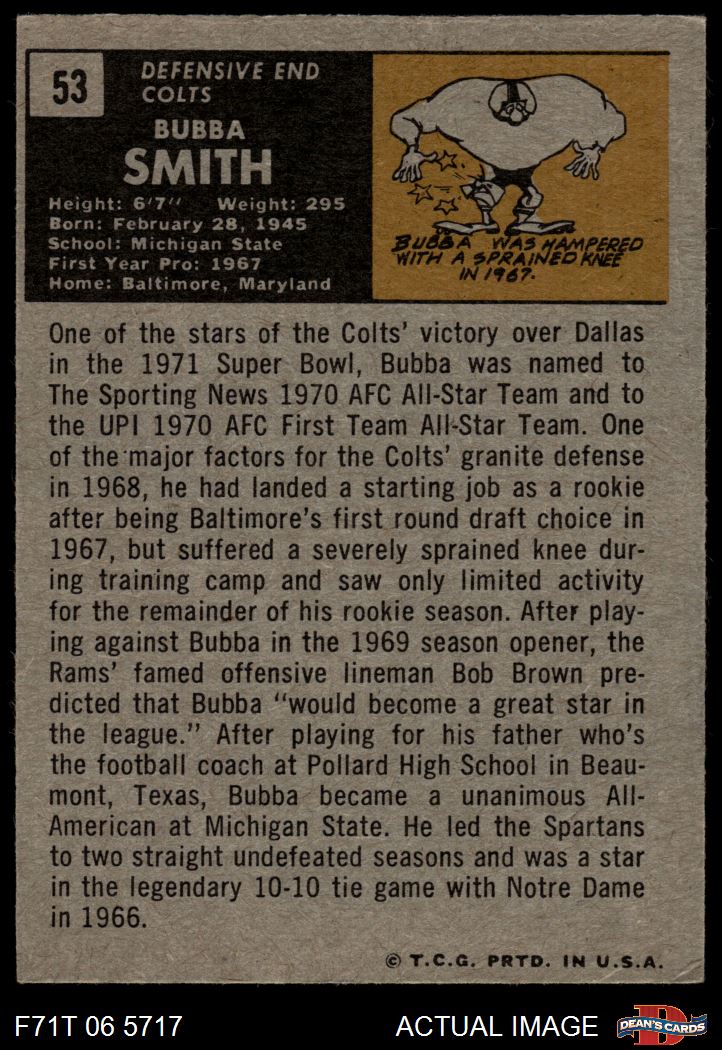 53
DEFENSIVE END
COLTS
BUBBA
SMITH
Height: 6'7" Weight: 295
Born: February 28, 1945
School: Michigan State
First Year Pro: 1967
Home: Baltimore, Maryland
BUBBA WAS HAMPERED
WITH A SPRAINED KNEE
IN 1967.
One of the stars of the Colts' victory over Dallas
in the 1971 Super Bowl, Bubba was named to
The Sporting News 1970 AFC All-Star Team and to
the UPI 1970 AFC First Team All-Star Team. One
of the major factors for the Colts' granite defense
in 1968, he had landed a starting job as a rookie
after being Baltimore's first round draft choice in
1967, but suffered a severely sprained knee dur-
ing training camp and saw only limited activity
for the remainder of his rookie season. After play-
ing against Bubba in the 1969 season opener, the
Rams' famed offensive lineman Bob Brown pre-
dicted that Bubba "would become a great star in
the league." After playing for his father who's
the football coach at Pollard High School in Beau-
mont, Texas, Bubba became a unanimous All-
American at Michigan State. He led the Spartans
to two straight undefeated seasons and was a star
in the legendary 10-10 tie game with Notre Dame
in 1966.
© T.C.G. PRTD. IN U.S.A.
F71T 06 5717
ACTUAL IMAGE
D
DEAN'S CARDS